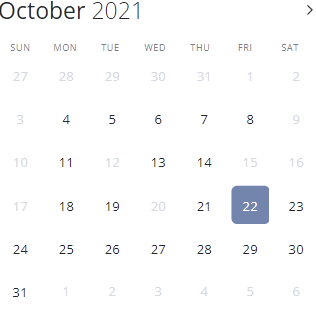 October 2021
SUN MON TUE WED THU FRI SAT
27 28 29 30 31 1 2
3 4 5 6 7 8 9
10 11 12 13 14 15 16
17 18 19 20 21 22 23
24 25 26 27 28 29 30
31 1 2 3 4 5 6